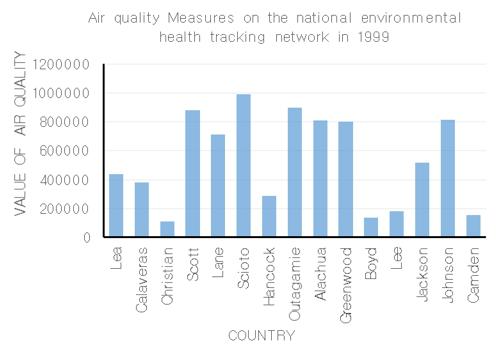 Air quality Measures on the national environmental
health tracking network in 1999
VALUE OF AIR QUALITY
1200000
1000000
800000
600000
400000
200000
0
Lea
Calaveras
Christian
Scott
Lane
Scioto
Hancock
Outagamie
Alachua
Greenwood
Boyd
Lee
Jackson
Johnson
Camden
COUNTRY